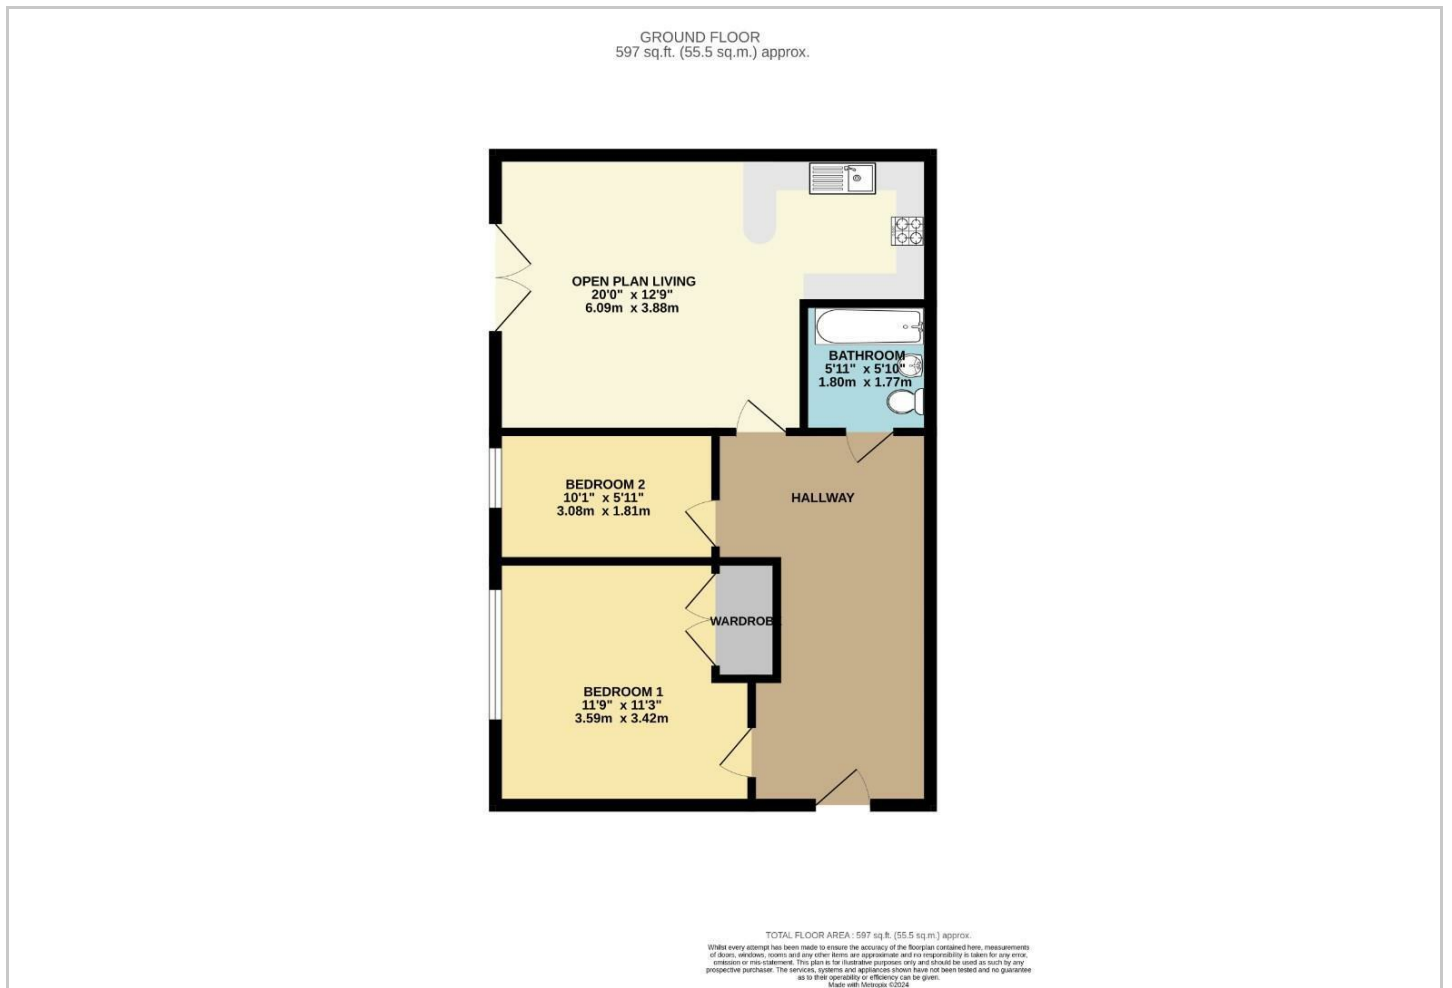 GROUND FLOOR
597 sq.ft. (55.5 sq.m.) approx.
OPEN PLAN LIVING
20'0" x 12'9"
6.09m x 3.88m
BATHROOM
5'11" x 5'10"
1.80m x 1.77m
BEDROOM 2
10'1" x 5'11"
3.08m x 1.81m
HALLWAY
WARDROBE
BEDROOM 1
11'9" x 11'3"
3.59m x 3.42m
TOTAL FLOOR AREA : 597 sq.ft. (55.5 sq.m.) approx.
Whilst every attempt has been made to ensure the accuracy of the floorplan contained here, measurements
of doors, windows, rooms and any other items are approximate and no responsibility is taken for any error,
omission or mis-statement. This plan is for illustrative purposes only and should be used as such by any
prospective purchaser. The services, systems and appliances shown have not been tested and no guarantee
as to their operability or efficiency can be given.
Made with Metropix ©2024